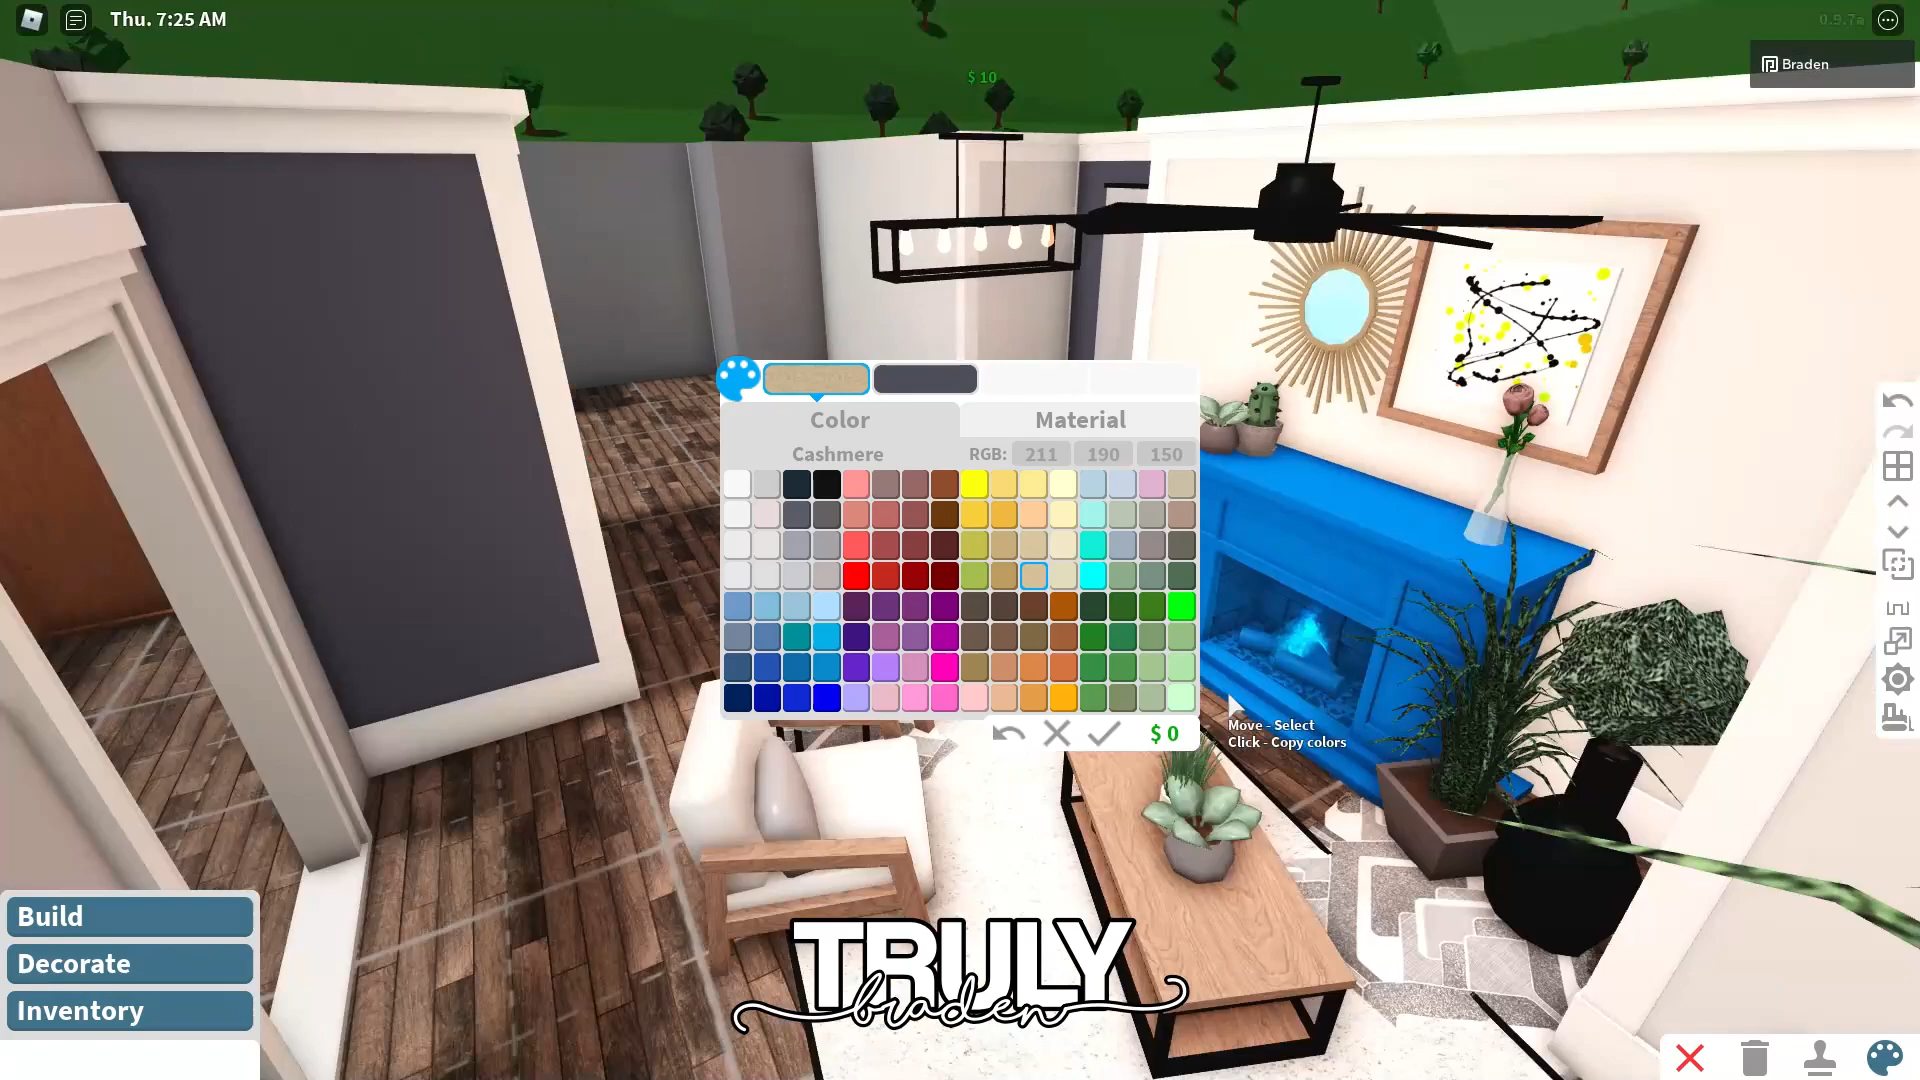 Thu. 7:25 AM
0.9.7a
Braden
$ 10
Color
Material
Cashmere
RGB: 211 190 150
$ 0
Move - Select
Click - Copy colors
Build
Decorate
Inventory
TRULY
braden